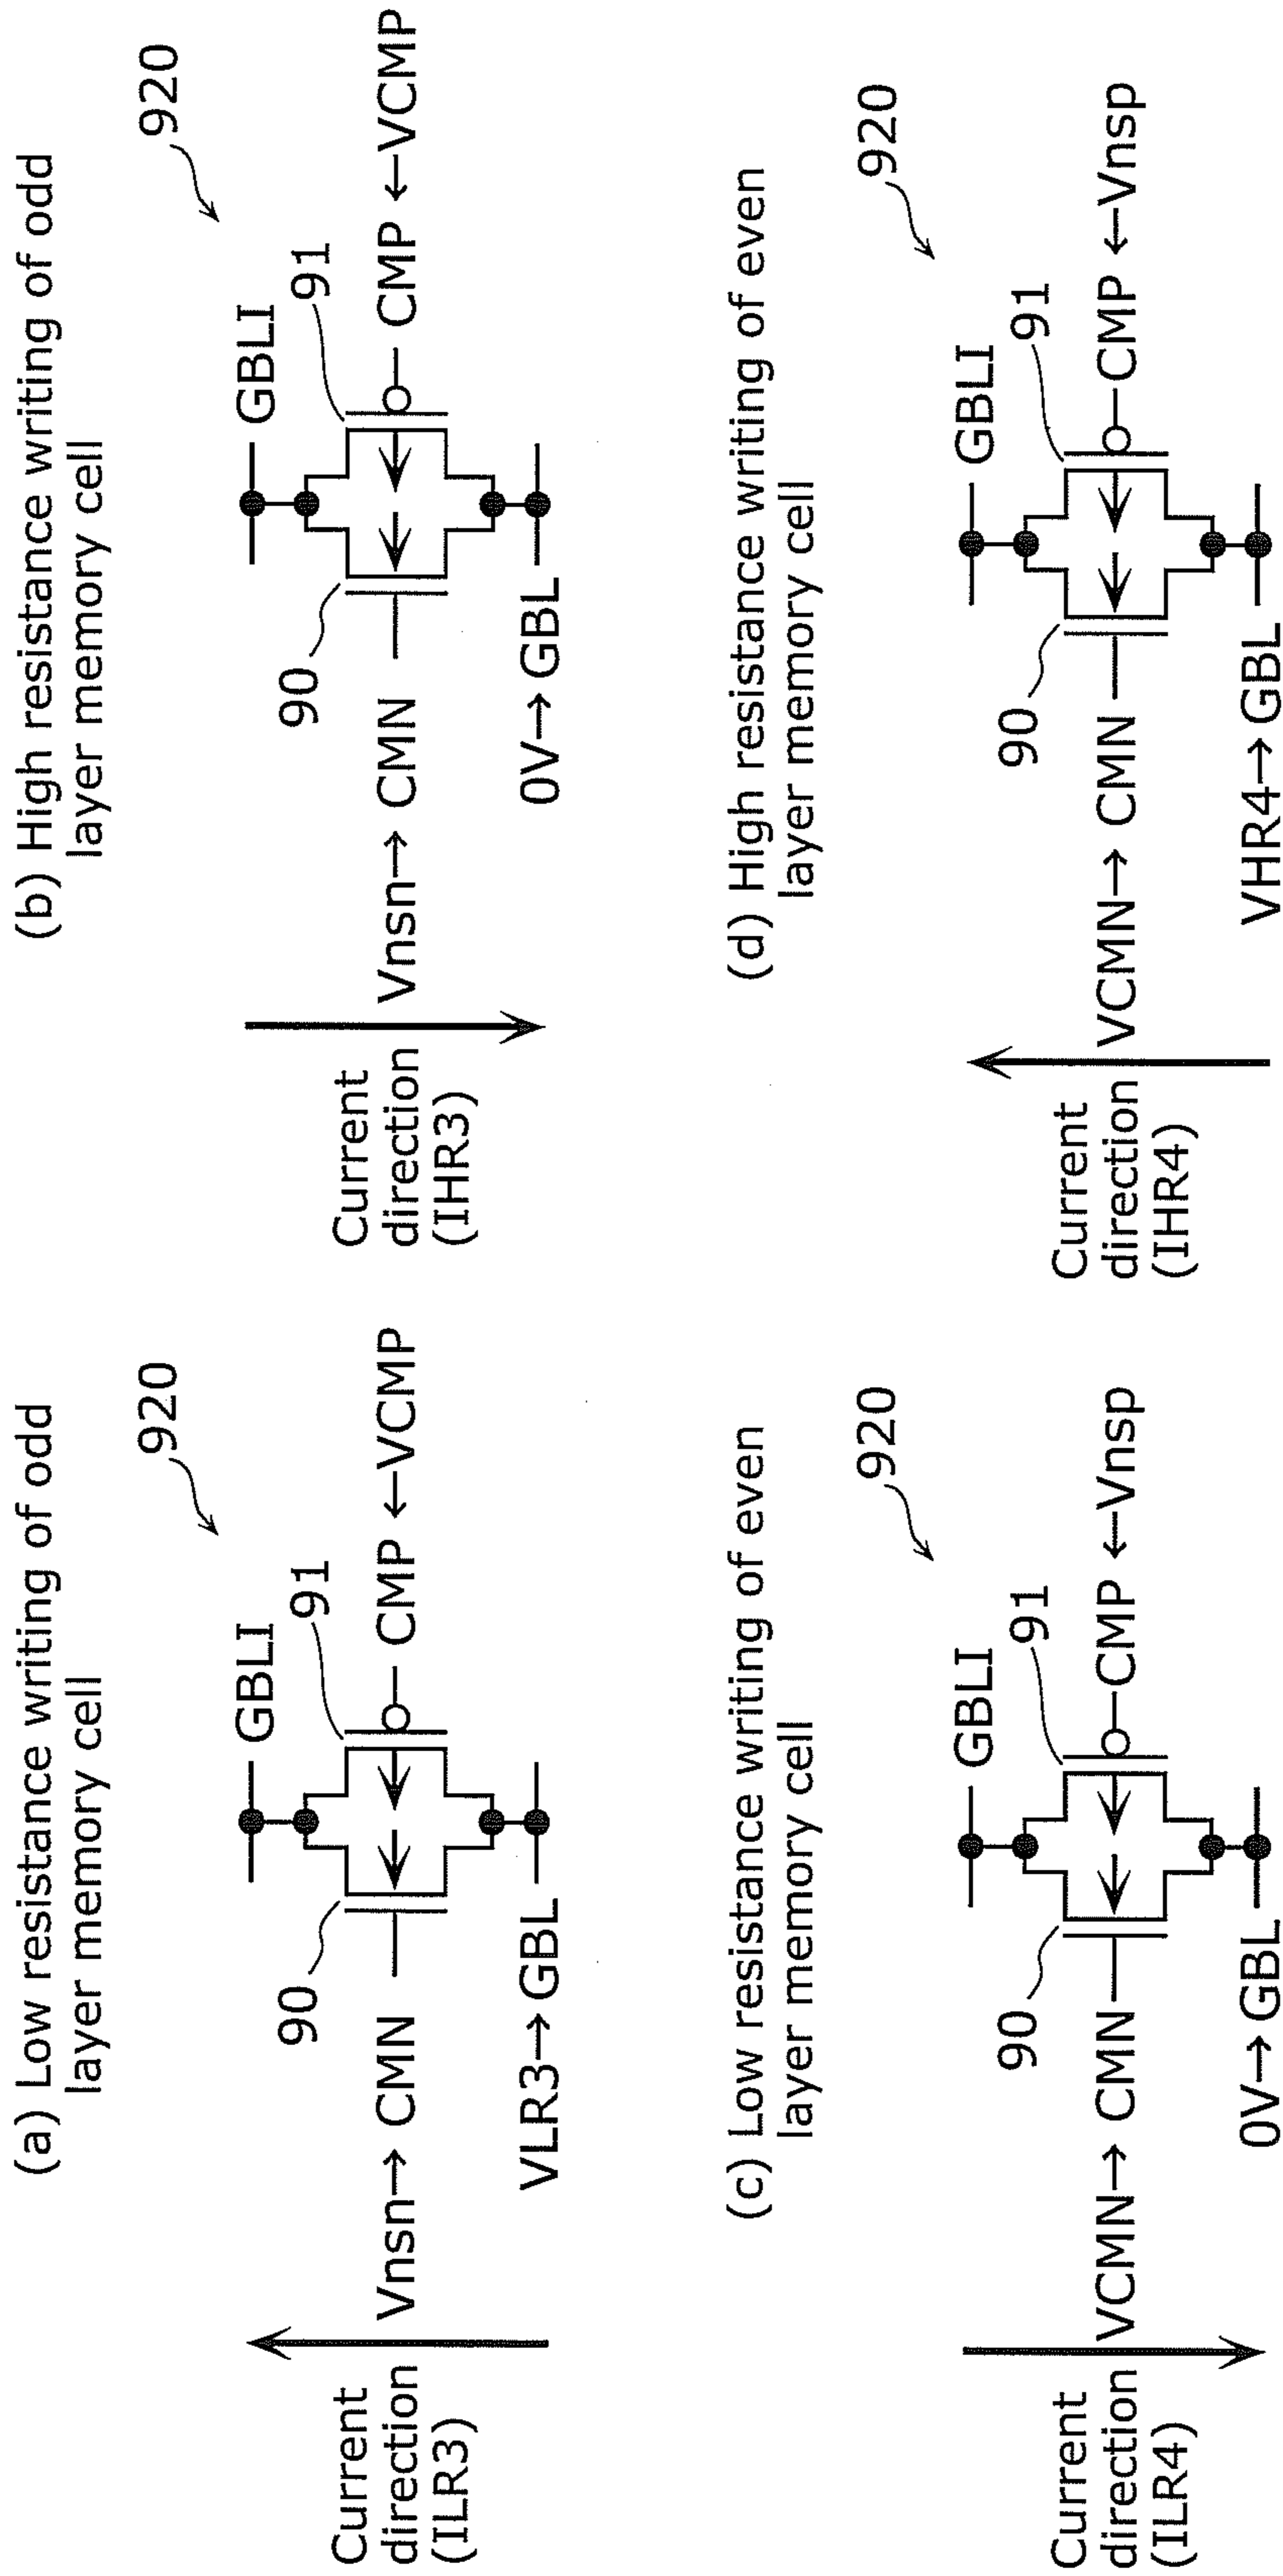 (a) Low resistance writing of odd
layer memory cell
920
GBLI
91
90
Current
direction
(ILR3)
Vnsn→ CMN
CMP ←VCMP
VLR3→GBL
(b) High resistance writing of odd
layer memory cell
920
GBLI
91
90
Current
direction
(IHR3)
Vnsn→ CMN
CMP ←VCMP
0V→GBL
(c) Low resistance writing of even
layer memory cell
920
GBLI
91
90
Current
direction
(ILR4)
VCMN→ CMN
CMP ←Vnsp
0V→GBL
(d) High resistance writing of even
layer memory cell
920
GBLI
91
90
Current
direction
(IHR4)
VCMN→ CMN
CMP ←Vnsp
VHR4→GBL